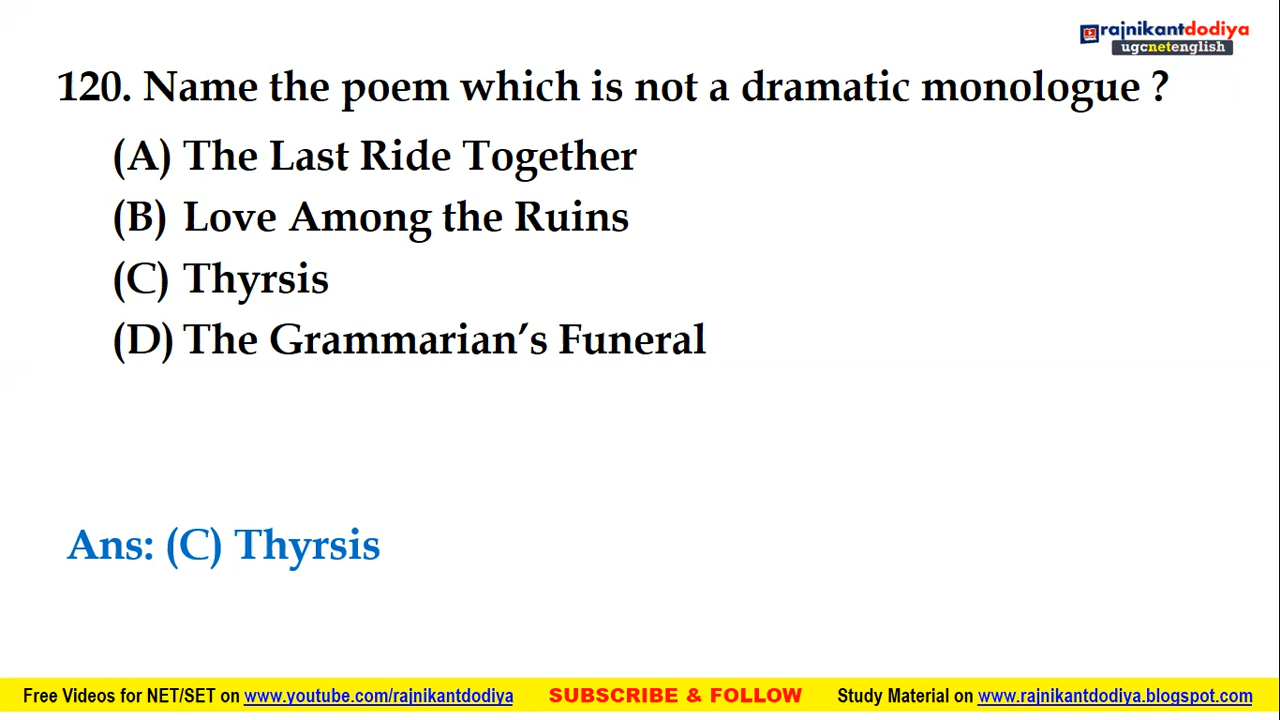 rajnikantdodiya
ugcnetenglish
120. Name the poem which is not a dramatic monologue ?
(A) The Last Ride Together
(B) Love Among the Ruins
(C) Thyrsis
(D) The Grammarian’s Funeral
Ans: (C) Thyrsis
Free Videos for NET/SET on www.youtube.com/rajnikantdodiya SUBSCRIBE & FOLLOW Study Material on www.rajnikantdodiya.blogspot.com